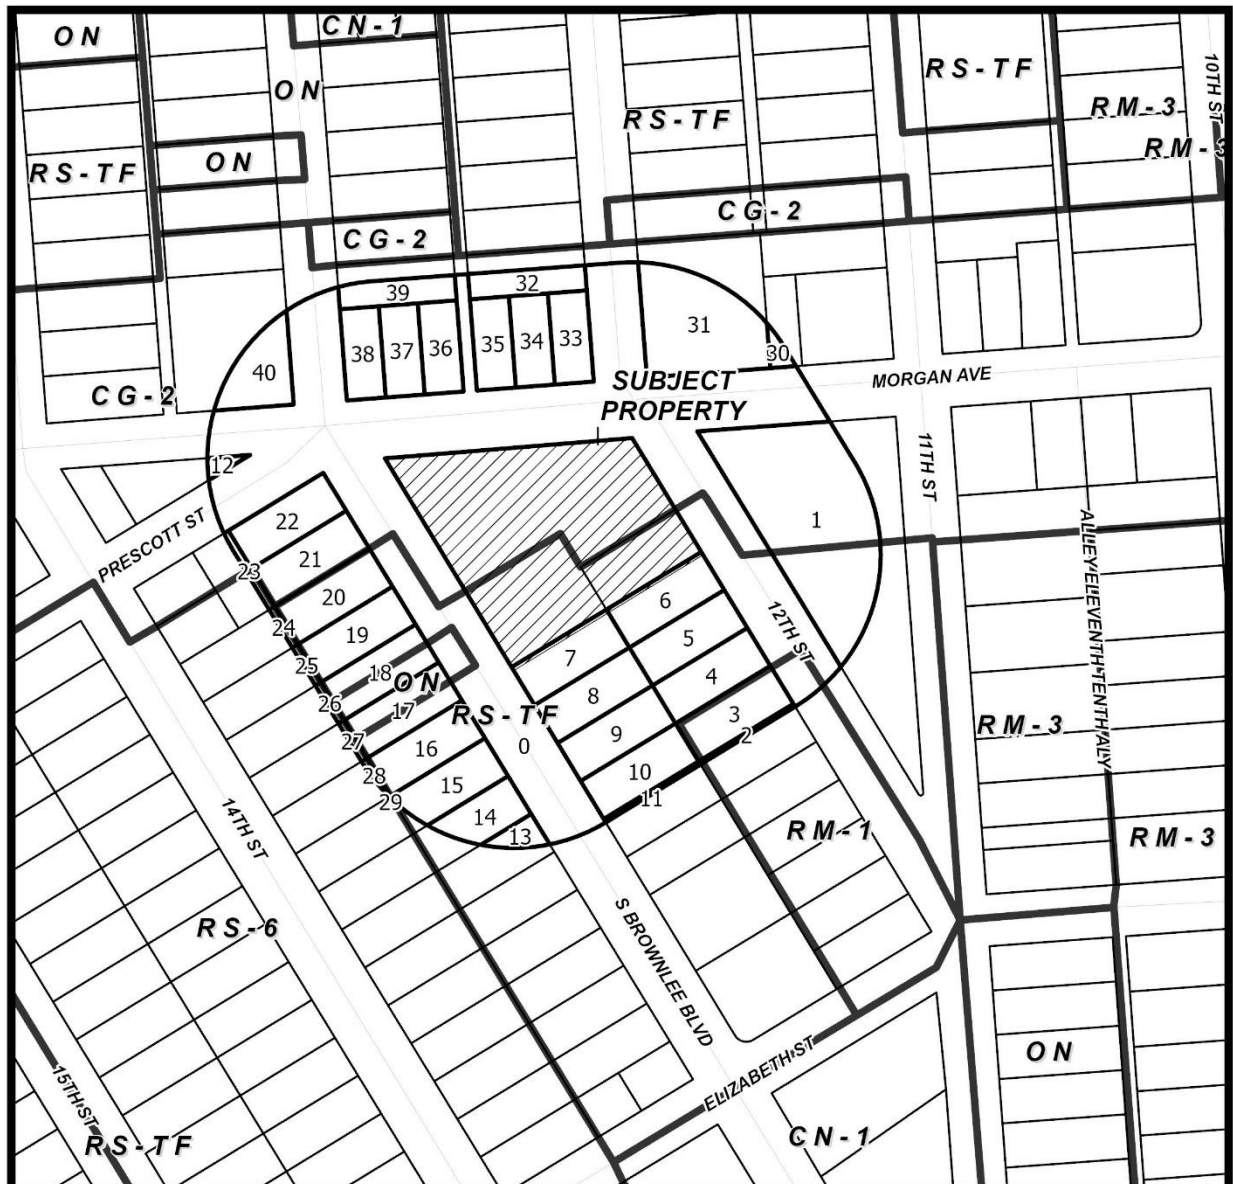 ON
CN-1
ON
RS-TF
10TH ST
RS-TF
RM-3
ON
RS-TF
RM-3
CG-2
CG-2
39
32
31
30
38
37
36
35
34
33
40
SUBJECT
PROPERTY
MORGAN AVE
CG-2
12
11TH ST
22
1
PRESCOTT ST
21
23
20
6
ALLEY ELEVENTH TENTH ALY
24
19
5
12TH ST
25
18
7
4
ON
26
17
8
3
RS-TF
RM-3
27
16
0
9
2
28
15
10
29
14
11
13
14TH ST
RM-1
RM-3
RS-6
S BROWNLEE BLVD
ON
15TH ST
ELIZABETH ST
RS-TF
CN-1